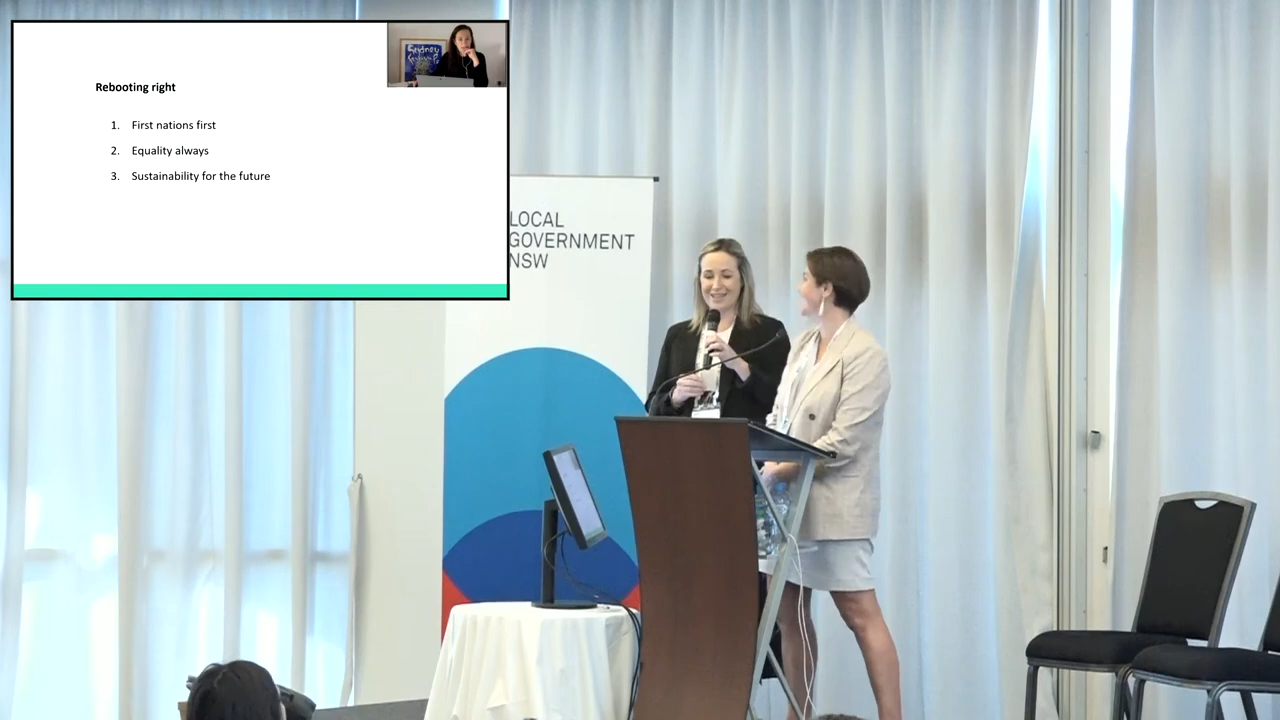 Rebooting right
1. First nations first
2. Equality always
3. Sustainability for the future
LOCAL
GOVERNMENT
NSW